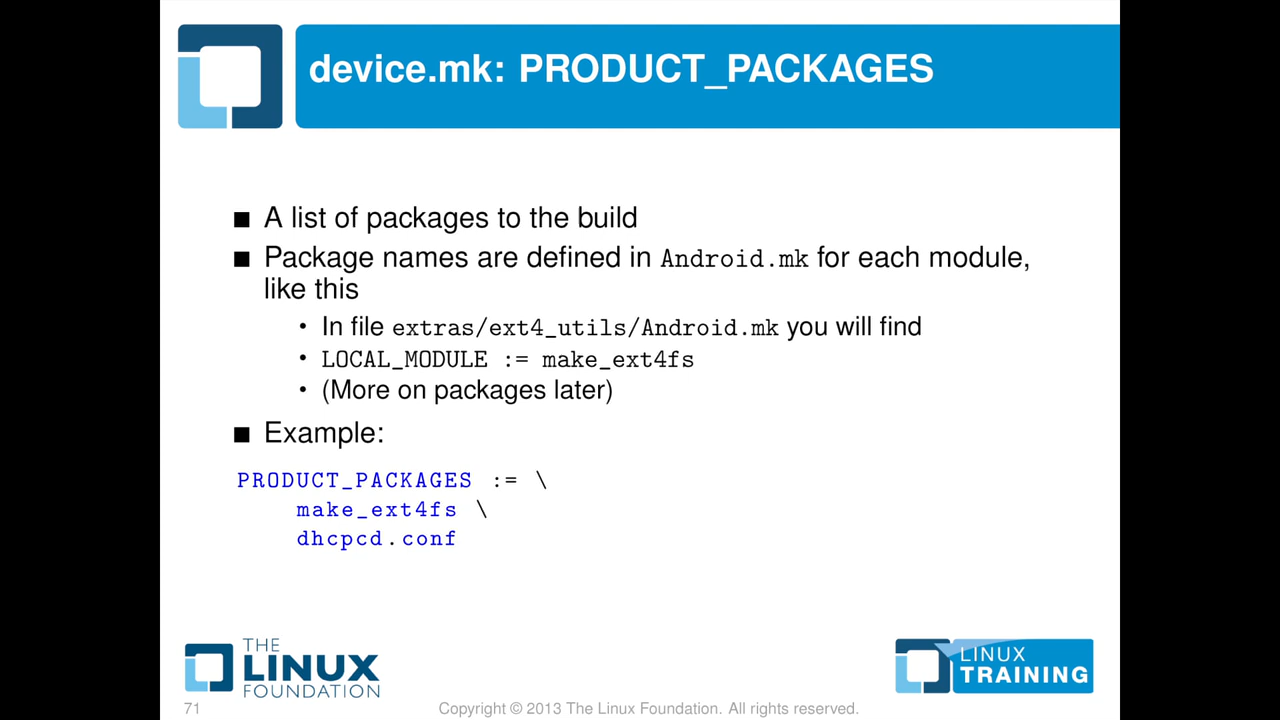 device.mk: PRODUCT_PACKAGES
■ A list of packages to the build
■ Package names are defined in Android.mk for each module,
like this
• In file extras/ext4_utils/Android.mk you will find
• LOCAL_MODULE := make_ext4fs
• (More on packages later)
■ Example:
PRODUCT_PACKAGES := \
make_ext4fs \
dhcpcd.conf
THE
LINUX
FOUNDATION
LINUX
TRAINING
71
Copyright © 2013 The Linux Foundation. All rights reserved.